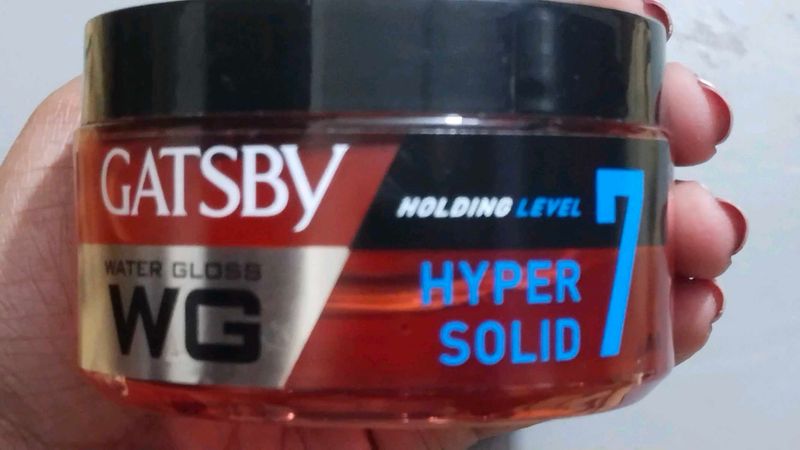 GATSBY
WATER GLOSS
WG
HOLDING LEVEL 7
HYPER
SOLID